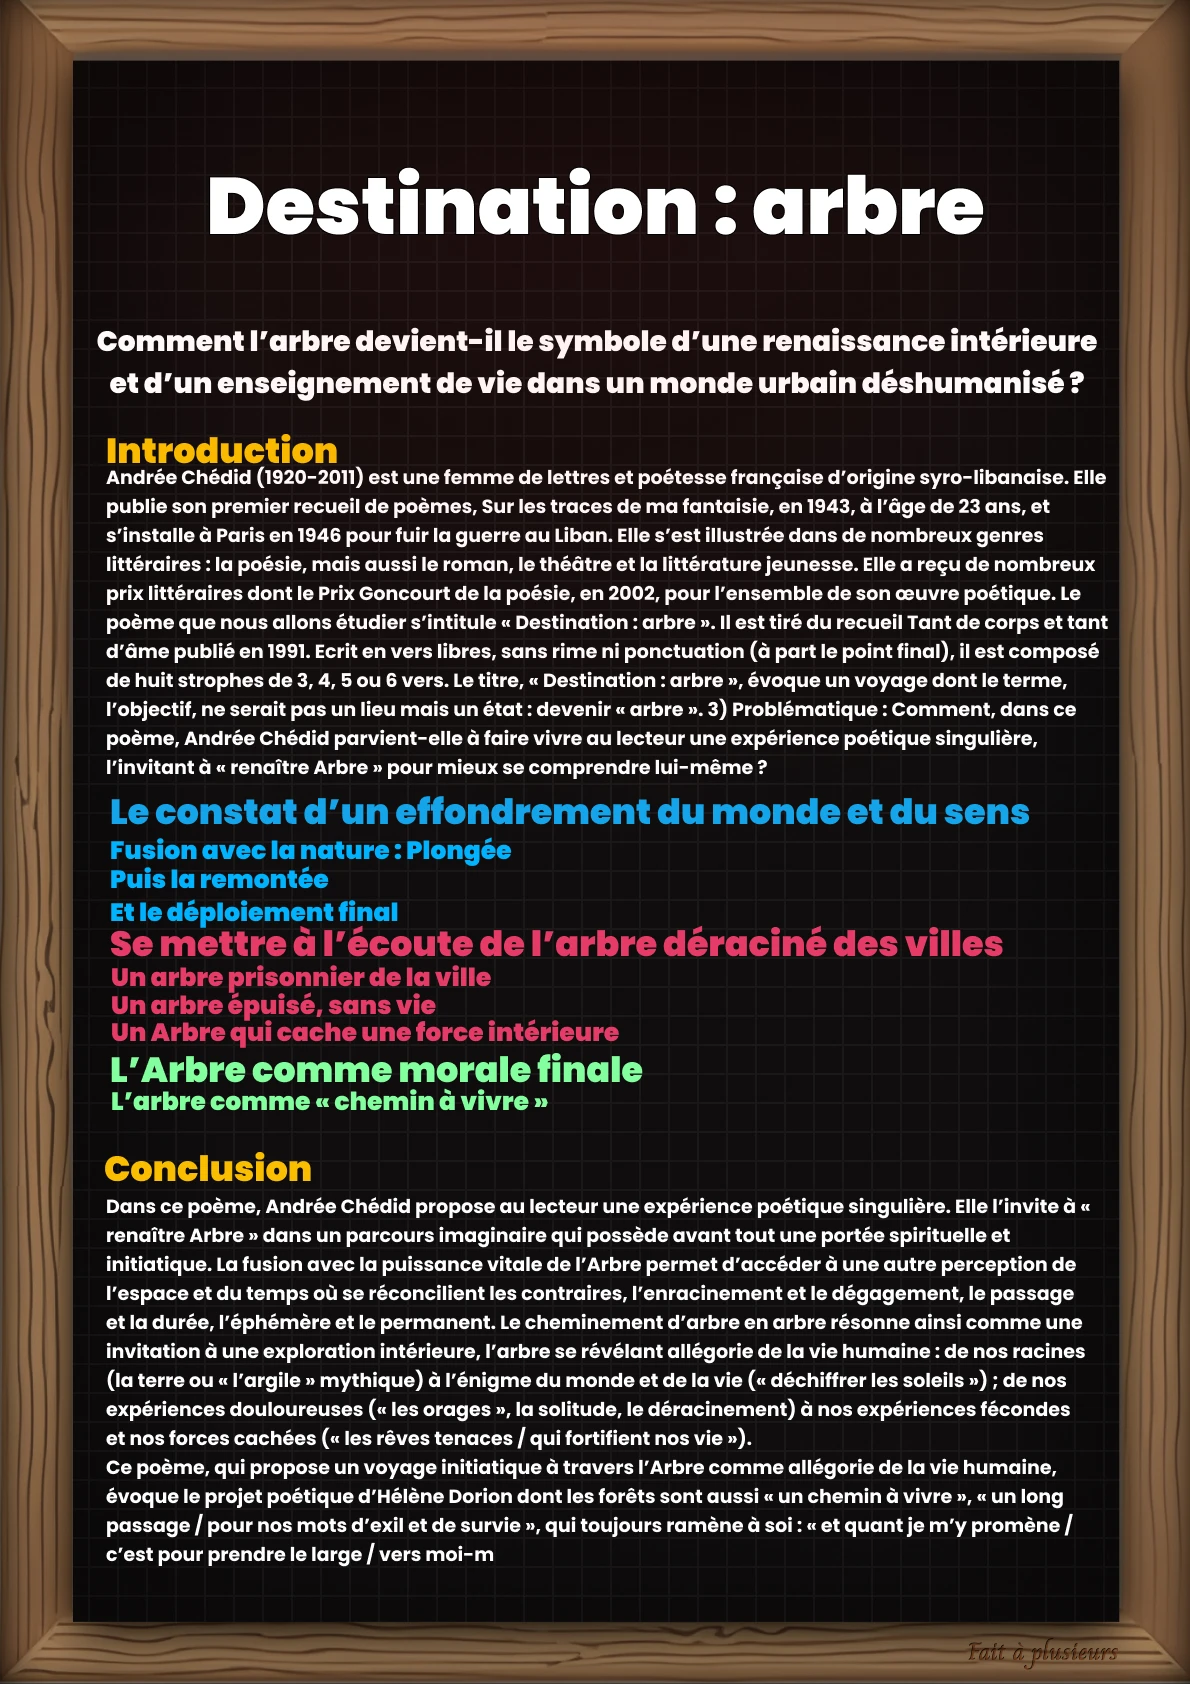 Destination : arbre
Comment l’arbre devient-il le symbole d’une renaissance intérieure
et d’un enseignement de vie dans un monde urbain déshumanisé ?
Introduction
Andrée Chédid (1920-2011) est une femme de lettres et poétesse française d’origine syro-libanaise. Elle
publie son premier recueil de poèmes, Sur les traces de ma fantaisie, en 1943, à l’âge de 23 ans, et
s’installe à Paris en 1946 pour fuir la guerre au Liban. Elle s’est illustrée dans de nombreux genres
littéraires : la poésie, mais aussi le roman, le théâtre et la littérature jeunesse. Elle a reçu de nombreux
prix littéraires dont le Prix Goncourt de la poésie, en 2002, pour l’ensemble de son œuvre poétique. Le
poème que nous allons étudier s’intitule « Destination : arbre ». Il est tiré du recueil Tant de corps et tant
d’âme publié en 1991. Ecrit en vers libres, sans rime ni ponctuation (à part le point final), il est composé
de huit strophes de 3, 4, 5 ou 6 vers. Le titre, « Destination : arbre », évoque un voyage dont le terme,
l’objectif, ne serait pas un lieu mais un état : devenir « arbre ». 3) Problématique : Comment, dans ce
poème, Andrée Chédid parvient-elle à faire vivre au lecteur une expérience poétique singulière,
l’invitant à « renaître Arbre » pour mieux se comprendre lui-même ?
Le constat d’un effondrement du monde et du sens
Fusion avec la nature : Plongée
Puis la remontée
Et le déploiement final
Se mettre à l’écoute de l’arbre déraciné des villes
Un arbre prisonnier de la ville
Un arbre épuisé, sans vie
Un Arbre qui cache une force intérieure
L’Arbre comme morale finale
L’arbre comme « chemin à vivre »
Conclusion
Dans ce poème, Andrée Chédid propose au lecteur une expérience poétique singulière. Elle l’invite à «
renaître Arbre » dans un parcours imaginaire qui possède avant tout une portée spirituelle et
initiatique. La fusion avec la puissance vitale de l’Arbre permet d’accéder à une autre perception de
l’espace et du temps où se réconcilient les contraires, l’enracinement et le dégagement, le passage
et la durée, l’éphémère et le permanent. Le cheminement d’arbre en arbre résonne ainsi comme une
invitation à une exploration intérieure, l’arbre se révélant allégorie de la vie humaine : de nos racines
(la terre ou « l’argile » mythique) à l’énigme du monde et de la vie (« déchiffrer les soleils ») ; de nos
expériences douloureuses (« les orages », la solitude, le déracinement) à nos expériences fécondes
et nos forces cachées (« les rêves tenaces / qui fortifient nos vie »).
Ce poème, qui propose un voyage initiatique à travers l’Arbre comme allégorie de la vie humaine,
évoque le projet poétique d’Hélène Dorion dont les forêts sont aussi « un chemin à vivre », « un long
passage / pour nos mots d’exil et de survie », qui toujours ramène à soi : « et quant je m’y promène /
c’est pour prendre le large / vers moi-m
Fait à plusieurs